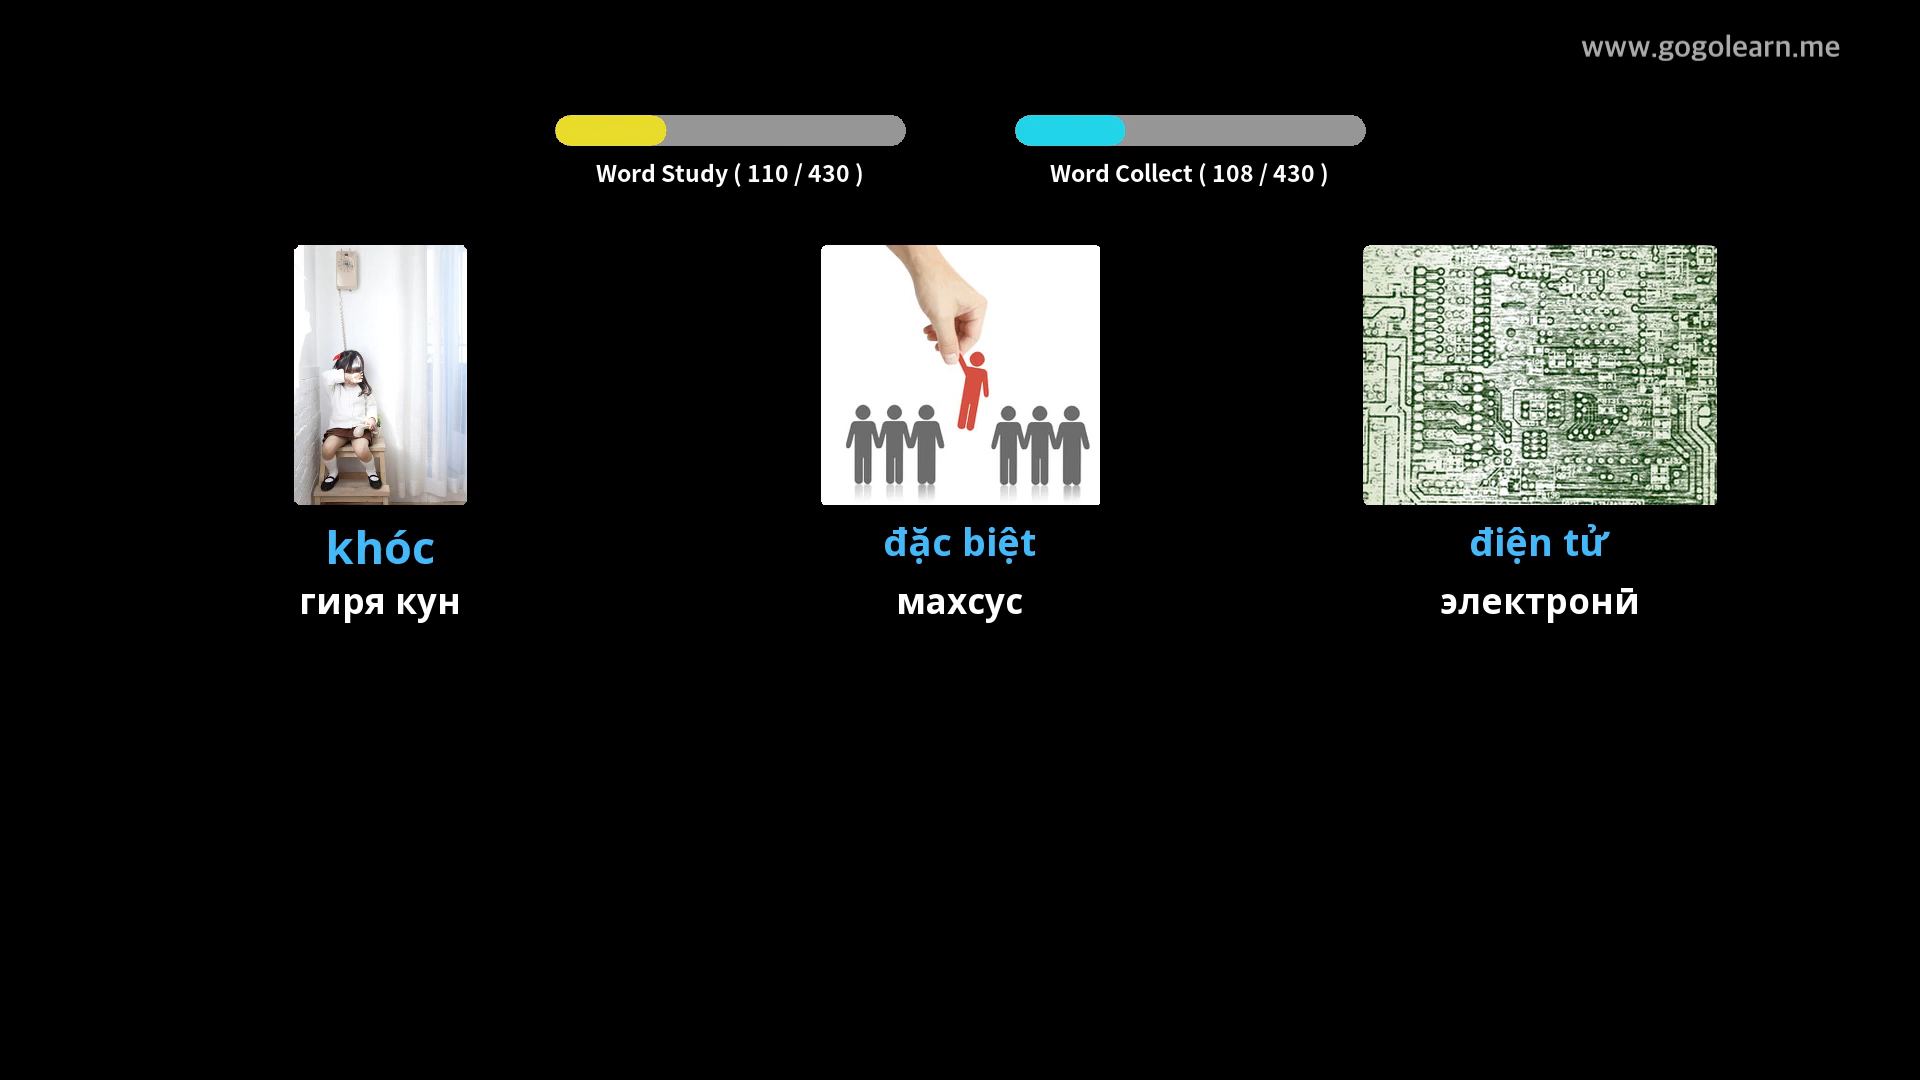 www.gogolearn.me
Word Study ( 110 / 430 )
Word Collect ( 108 / 430 )
khóc
đặc biệt
điện tử
гиря кун
махсус
электронӣ